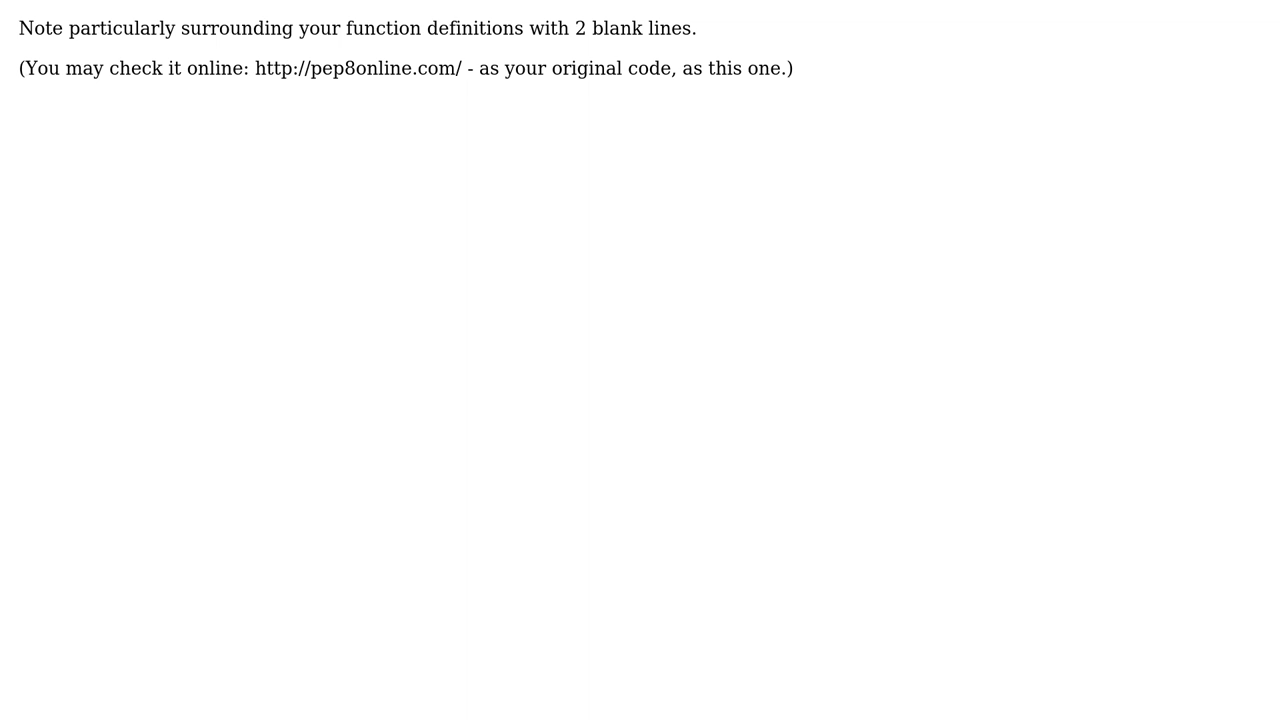 Note particularly surrounding your function definitions with 2 blank lines.
(You may check it online: http://pep8online.com/ - as your original code, as this one.)